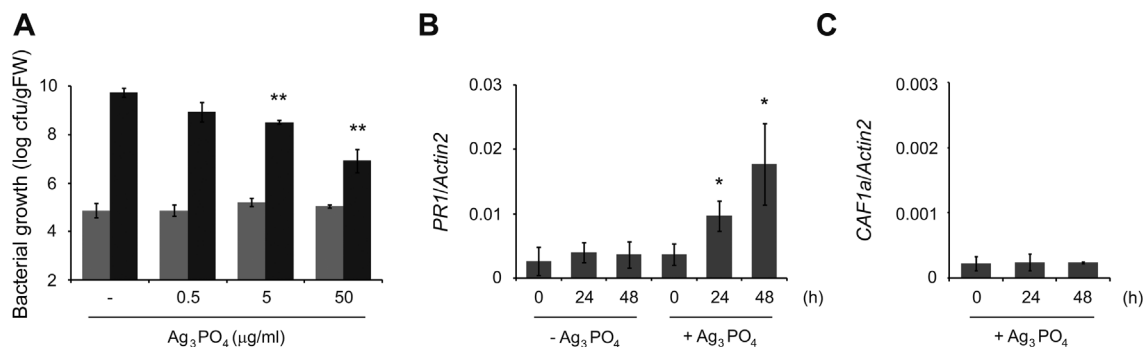 A
Bacterial growth (log cfu/gFW)
10
8
6
4
2
**
**
- 0.5 5 50
Ag₃PO₄ (μg/ml)
B
PR1/Actin2
0.03
0.02
0.01
0
*
*
0 24 48 0 24 48 (h)
- Ag₃PO₄ + Ag₃PO₄
C
CAF1a/Actin2
0.003
0.002
0.001
0
0 24 48 (h)
+ Ag₃PO₄